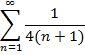 ∞
∑ 1/(4(n + 1))
n=1